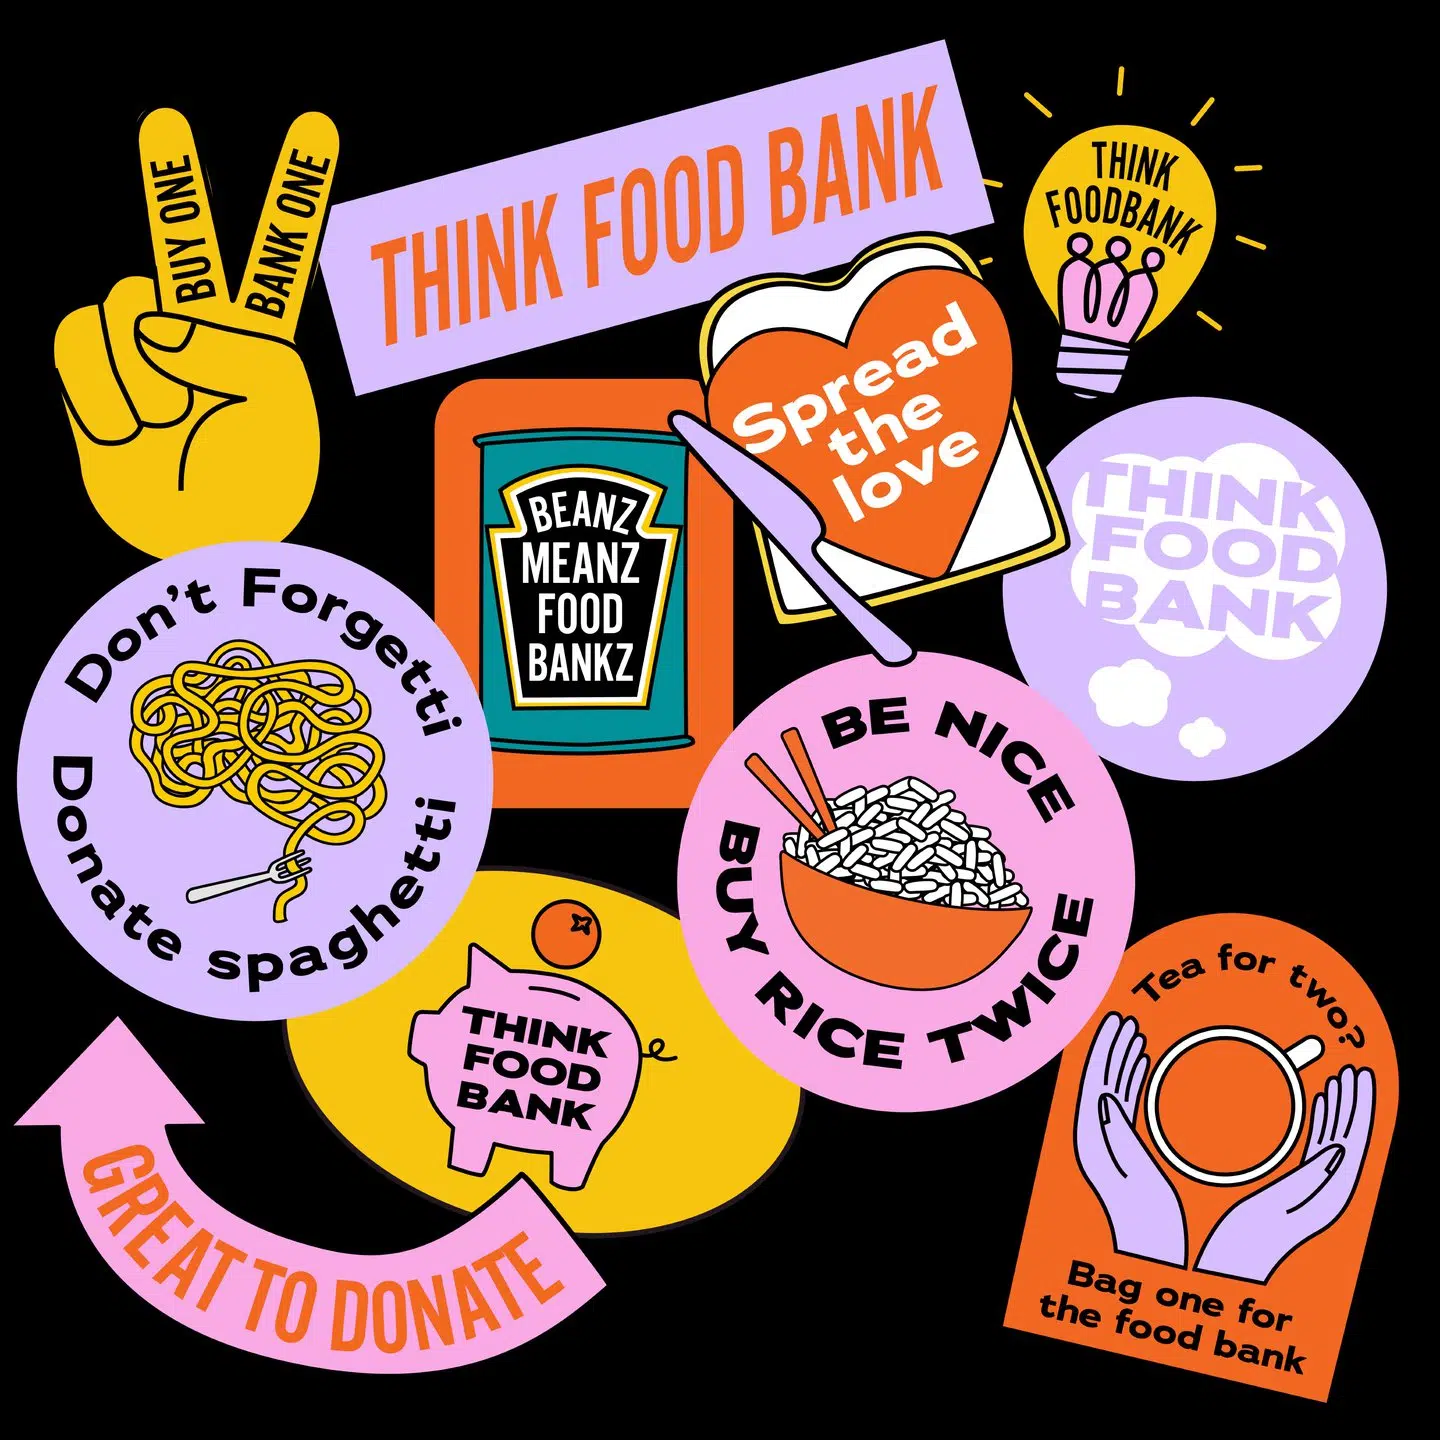 BUY ONE
BANK ONE
THINK FOOD BANK
THINK
FOODBANK
Spread
the
love
BEANZ
MEANZ
FOOD
BANKZ
THINK
FOOD
BANK
Don't Forgetti
Donate spaghetti
BE NICE
BUY RICE TWICE
THINK
FOOD
BANK
Tea for two?
Bag one for
the food bank
GREAT TO DONATE